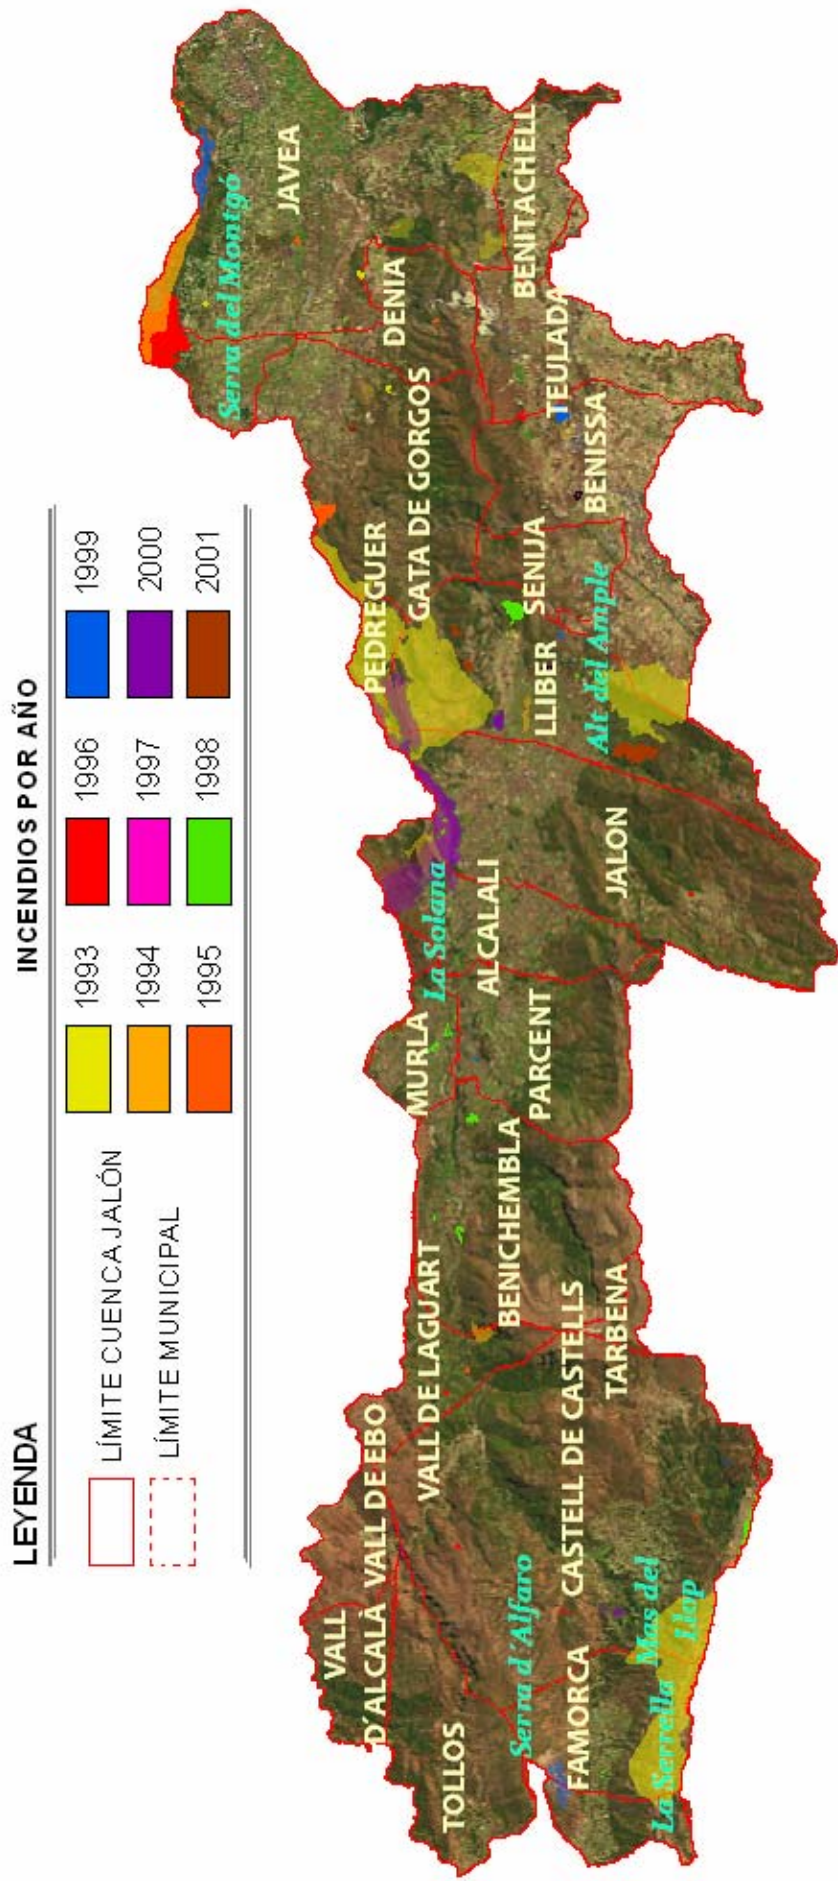 LEYENDA
INCENDIOS POR AÑO
LÍMITE CUENCA JALÓN
LÍMITE MUNICIPAL
1993
1994
1995
1996
1997
1998
1999
2000
2001
VALL
D'ALCALÀ
VALL DE EBO
TOLLOS
VALL DE LAGUART
Serra d´Alfaro
FAMORCA
CASTELL DE CASTELLS
La Serrella
Mas del
Llop
TARBENA
BENICHEMBLA
MURLA
PARCENT
La Solana
ALCALALI
JALON
PEDREGUER
LLIBER
Alt del Ample
SENIJA
GATA DE GORGOS
BENISSA
TEULADA
DENIA
Serra del Montgó
JAVEA
BENITACHELL